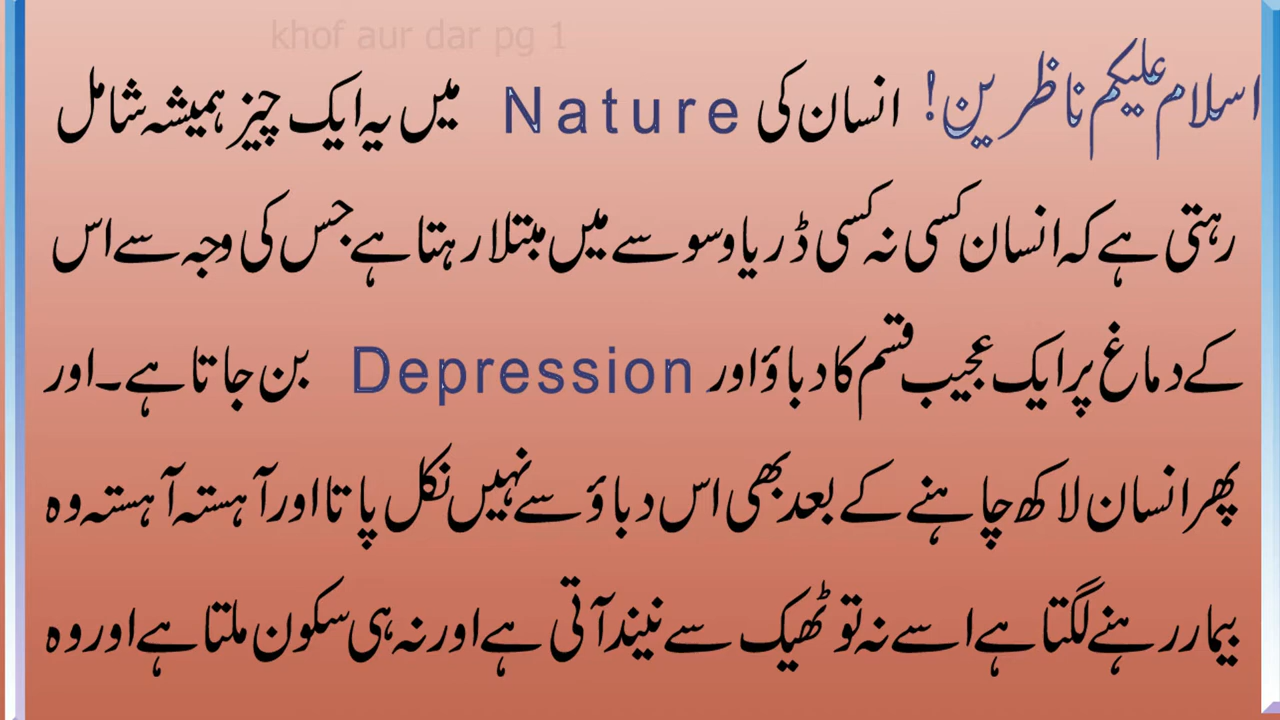 khof aur dar pg 1
اسلام علیکم ناظرین! انسان کی Nature میں یہ ایک چیز ہمیشہ شامل
رہتی ہے کہ انسان کسی نہ کسی ڈر یا وسوسے میں مبتلا رہتا ہے جس کی وجہ سے اس
کے دماغ پر ایک عجیب قسم کا دباؤ اور Depression بن جاتا ہے۔ اور
پھر انسان لاکھ چاہنے کے بعد بھی اس دباؤ سے نہیں نکل پاتا اور آہستہ آہستہ وہ
بیمار رہنے لگتا ہے اسے نہ تو ٹھیک سے نیند آتی ہے اور نہ ہی سکون ملتا ہے اور وہ